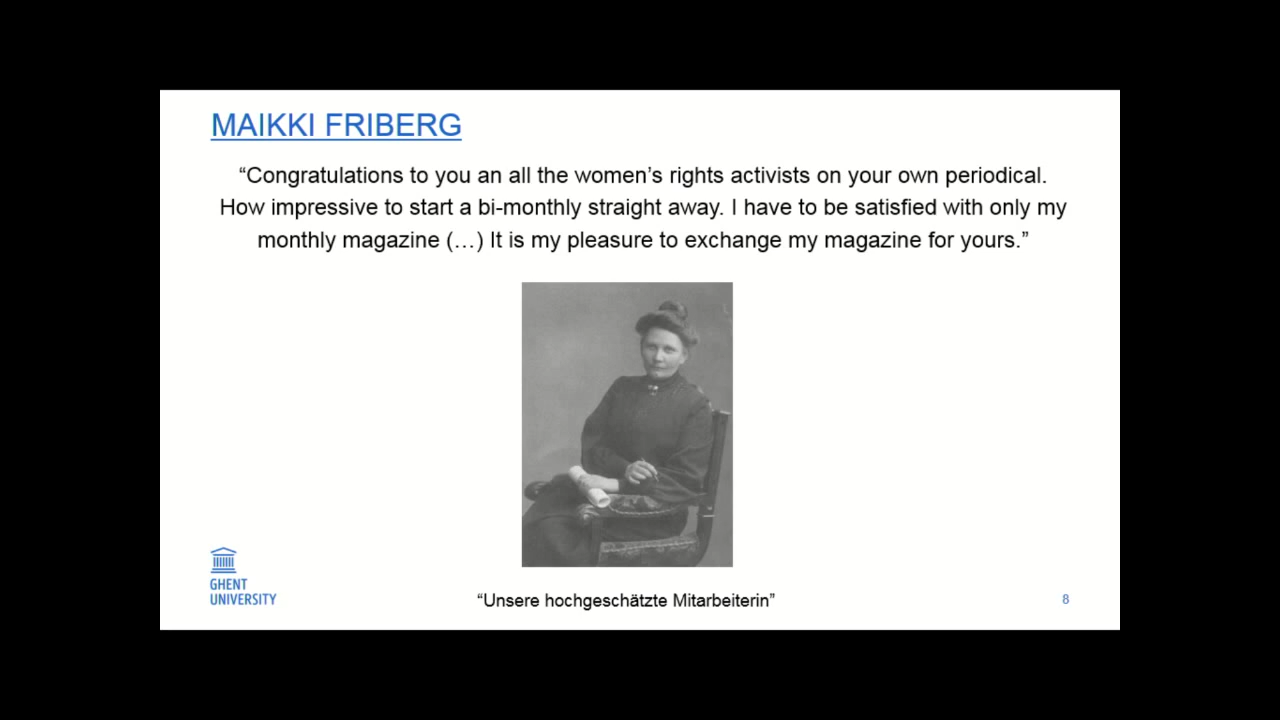 MAIKKI FRIBERG
“Congratulations to you an all the women’s rights activists on your own periodical.
How impressive to start a bi-monthly straight away. I have to be satisfied with only my
monthly magazine (…) It is my pleasure to exchange my magazine for yours.”
GHENT
UNIVERSITY
“Unsere hochgeschätzte Mitarbeiterin”
8